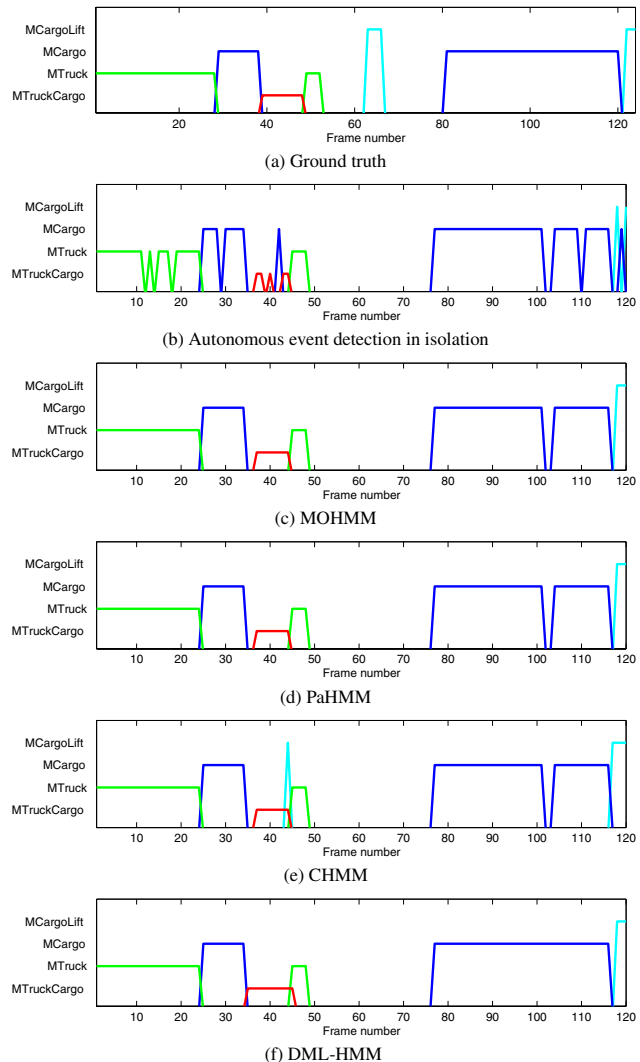 MCargoLift
MCargo
MTruck
MTruckCargo
20 40 60 80 100 120
Frame number
(a) Ground truth
MCargoLift
MCargo
MTruck
MTruckCargo
10 20 30 40 50 60 70 80 90 100 110 120
Frame number
(b) Autonomous event detection in isolation
MCargoLift
MCargo
MTruck
MTruckCargo
10 20 30 40 50 60 70 80 90 100 110 120
Frame number
(c) MOHMM
MCargoLift
MCargo
MTruck
MTruckCargo
10 20 30 40 50 60 70 80 90 100 110 120
Frame number
(d) PaHMM
MCargoLift
MCargo
MTruck
MTruckCargo
10 20 30 40 50 60 70 80 90 100 110 120
Frame number
(e) CHMM
MCargoLift
MCargo
MTruck
MTruckCargo
10 20 30 40 50 60 70 80 90 100 110 120
Frame number
(f) DML-HMM